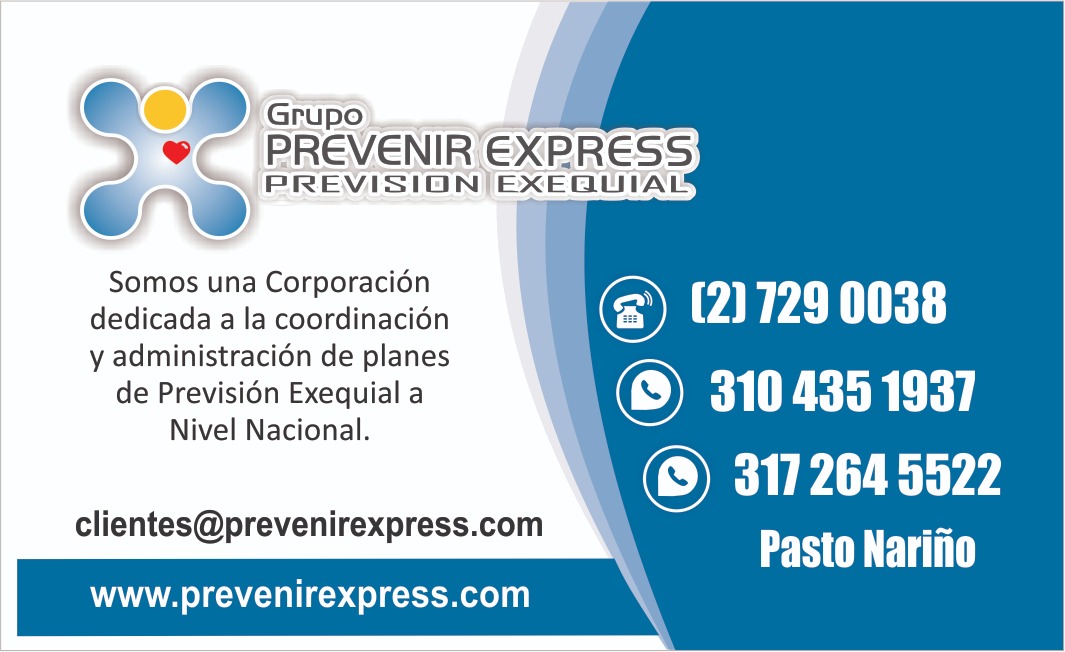 Grupo
PREVENIR EXPRESS
PREVISION EXEQUIAL
Somos una Corporación
dedicada a la coordinación
y administración de planes
de Previsión Exequial a
Nivel Nacional.
clientes@prevenirexpress.com
www.prevenirexpress.com
(2) 729 0038
310 435 1937
317 264 5522
Pasto Nariño